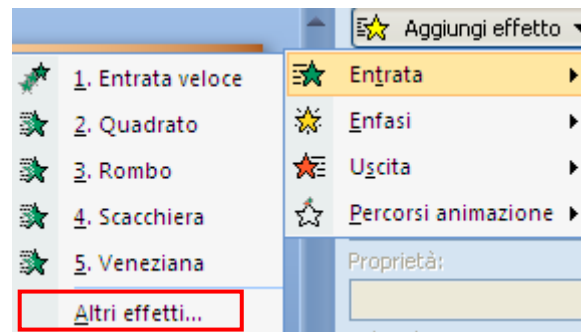 Aggiungi effetto
1. Entrata veloce
2. Quadrato
3. Rombo
4. Scacchiera
5. Veneziana
Altri effetti...
Entrata
Enfasi
Uscita
Percorsi animazione
Proprietà: